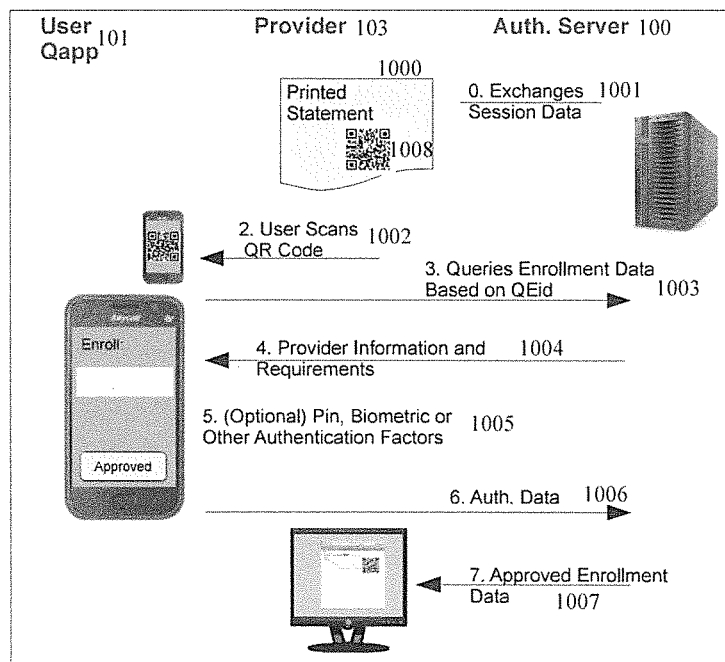 User
Qapp 101
Provider 103
Auth. Server 100
1000
Printed
Statement
1008
0. Exchanges
Session Data
1001
2. User Scans
QR Code
1002
3. Queries Enrollment Data
Based on QEid
1003
Enroll:
4. Provider Information and
Requirements
1004
5. (Optional) Pin, Biometric or
Other Authentication Factors
1005
Approved
6. Auth. Data
1006
7. Approved Enrollment
Data
1007